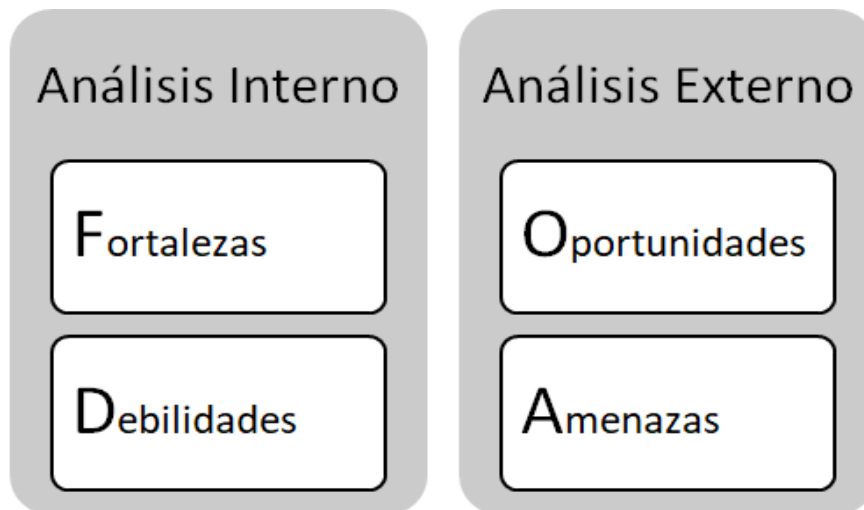 Análisis Interno
Fortalezas
Debilidades
Análisis Externo
Oportunidades
Amenazas